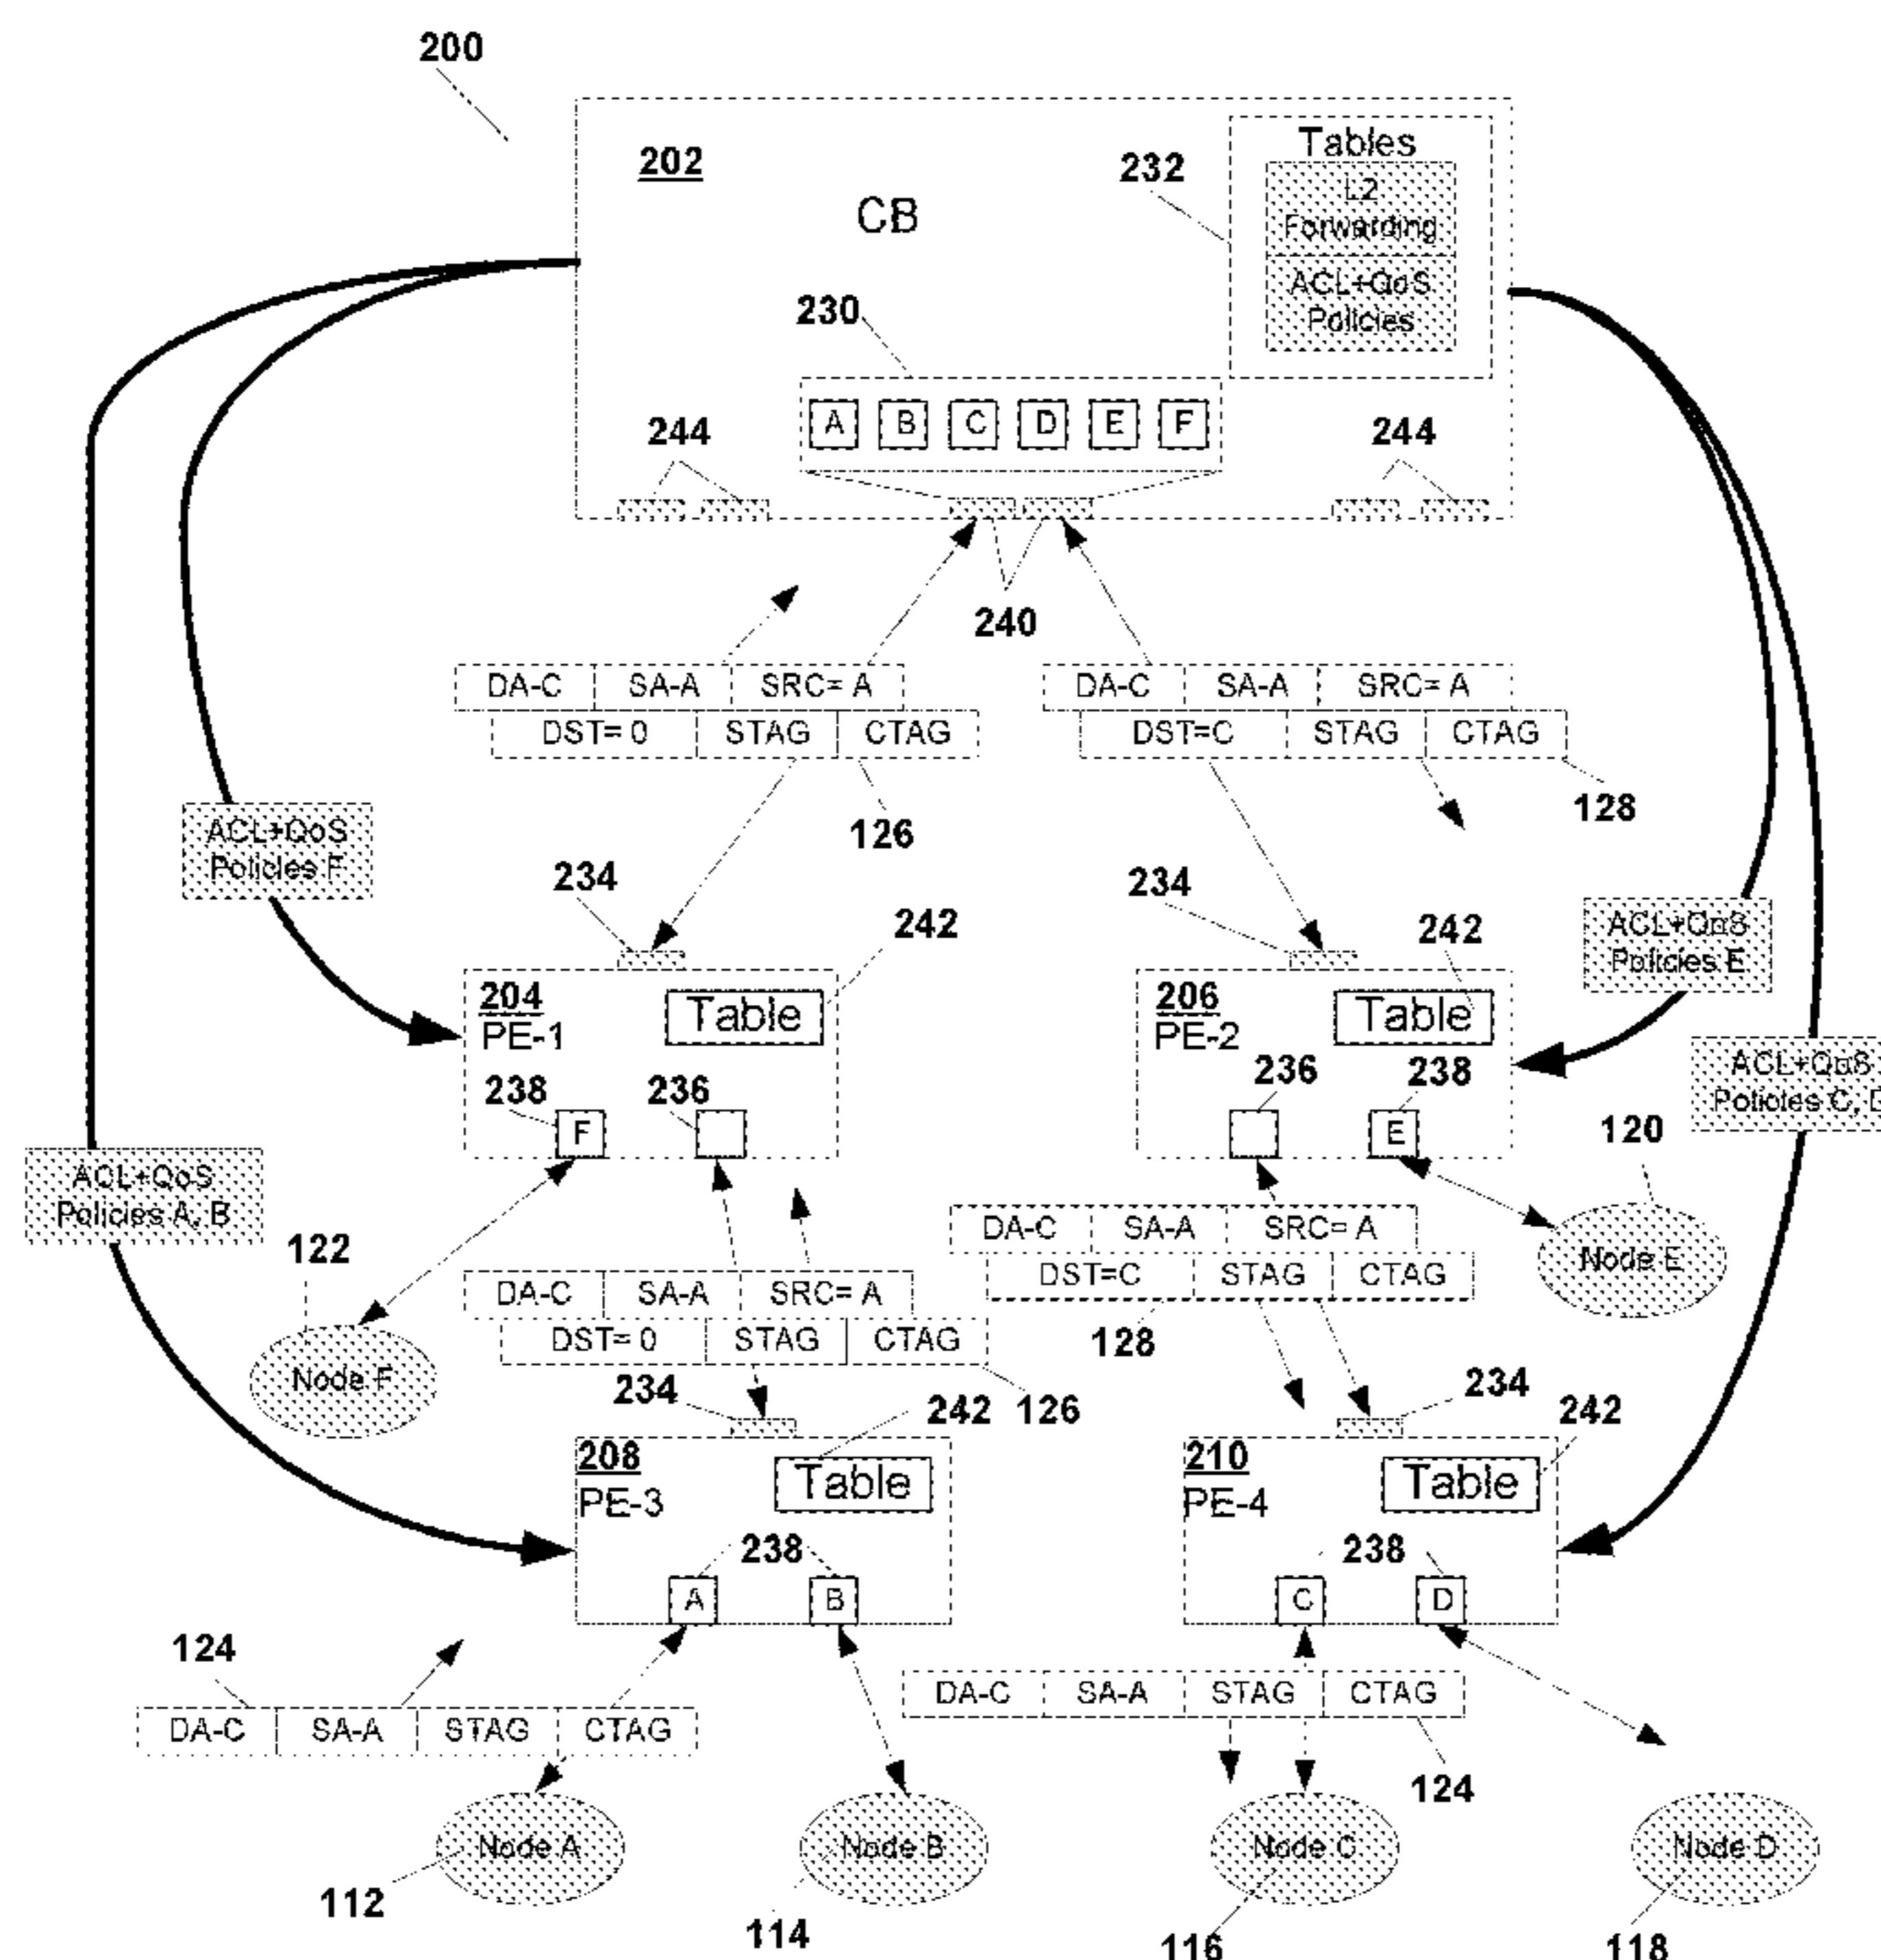 200
202
CB
232
Tables
L2
Forwarding
ACL+QoS
Policies
230
A B C D E F
244
244
240
DA-C SA-A SRC= A
DST= 0 STAG CTAG
126
DA-C SA-A SRC= A
DST=C STAG CTAG
128
ACL+QoS
Policies F
ACL+QoS
Policies E
ACL+QoS
Policies C,
ACL+QoS
Policies A, B
234
242
204
PE-1
Table
238
236
F
234
242
206
PE-2
Table
236
238
E
120
Node E
122
Node F
DA-C SA-A SRC= A
DST= 0 STAG CTAG
126
DA-C SA-A SRC= A
DST=C STAG CTAG
128
234
242
208
PE-3
Table
238
A B
234
242
210
PE-4
Table
238
C D
124
DA-C SA-A STAG CTAG
DA-C SA-A STAG CTAG
124
Node A
Node B
Node C
Node D
112
114
116
118